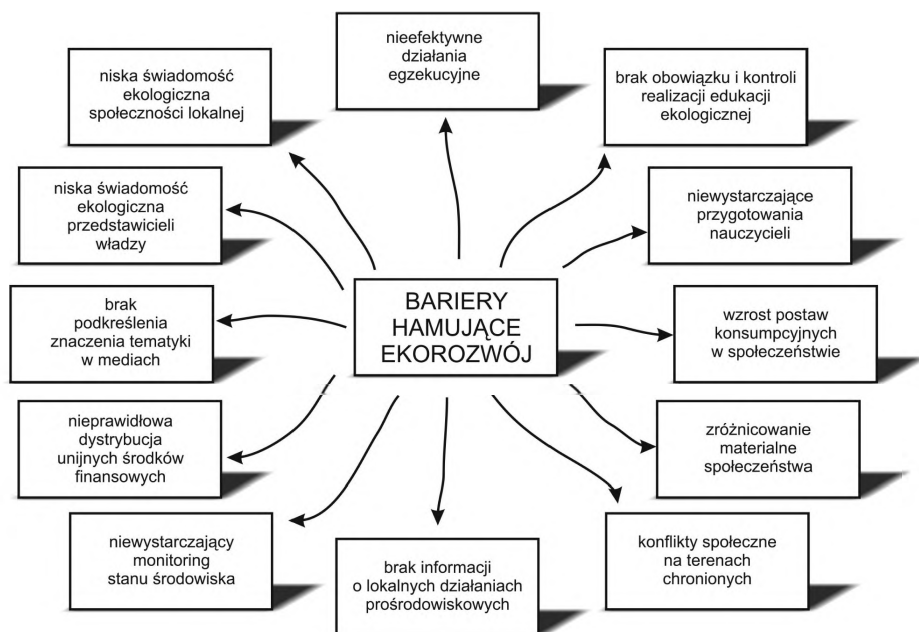 nieefektywne
działania
egzekucyjne
niska świadomość
ekologiczna
społeczności lokalnej
brak obowiązku i kontroli
realizacji edukacji
ekologicznej
niska świadomość
ekologiczna
przedstawicieli
władzy
niewystarczające
przygotowania
nauczycieli
BARIERY
HAMUJĄCE
EKOROZWÓJ
brak
podkreślenia
znaczenia tematyki
w mediach
wzrost postaw
konsumpcyjnych
w społeczeństwie
nieprawidłowa
dystrybucja
unijnych środków
finansowych
zróżnicowanie
materialne
społeczeństwa
niewystarczający
monitoring
stanu środowiska
brak informacji
o lokalnych działaniach
prośrodowiskowych
konflikty społeczne
na terenach
chronionych